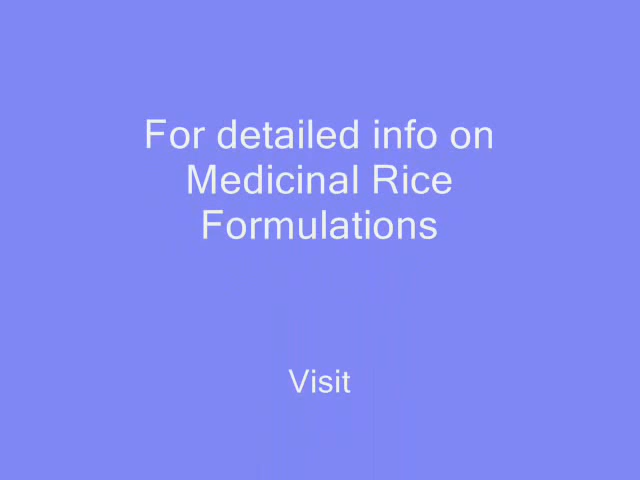 For detailed info on
Medicinal Rice
Formulations
Visit